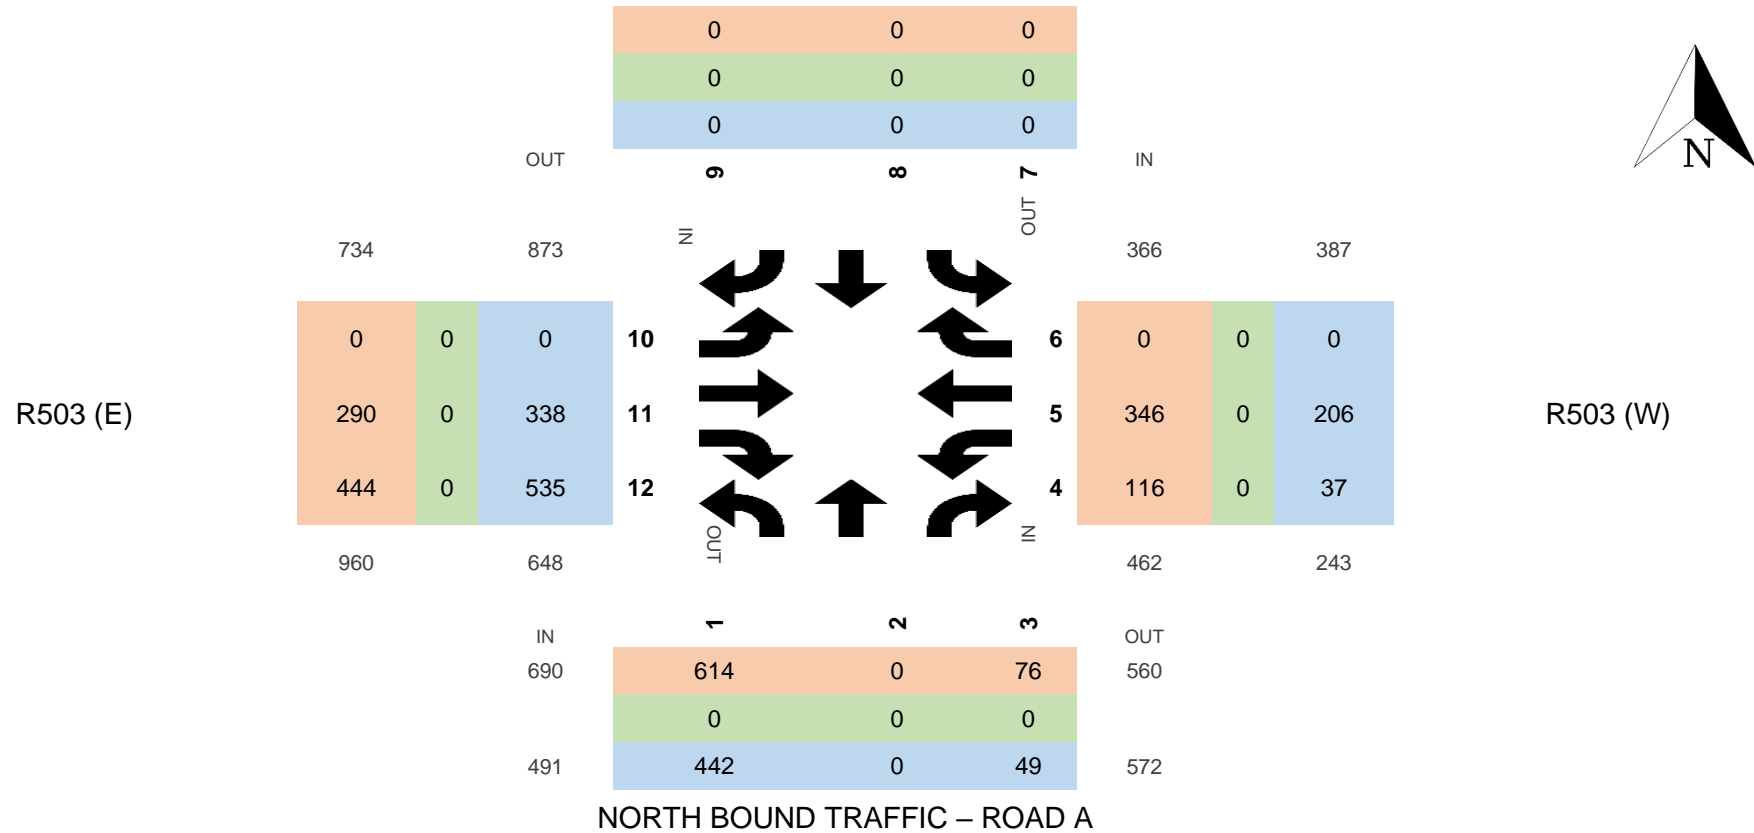 0 0 0
0 0 0
0 0 0
OUT 9 8 7 IN
IN OUT
734 873 366 387
0 0 0 10 6 0 0 0
R503 (E) 290 0 338 11 5 346 0 206 R503 (W)
444 0 535 12 4 116 0 37
OUT IN
960 648 462 243
IN 1 2 3 OUT
690 614 0 76 560
0 0 0
491 442 0 49 572
NORTH BOUND TRAFFIC – ROAD A
N